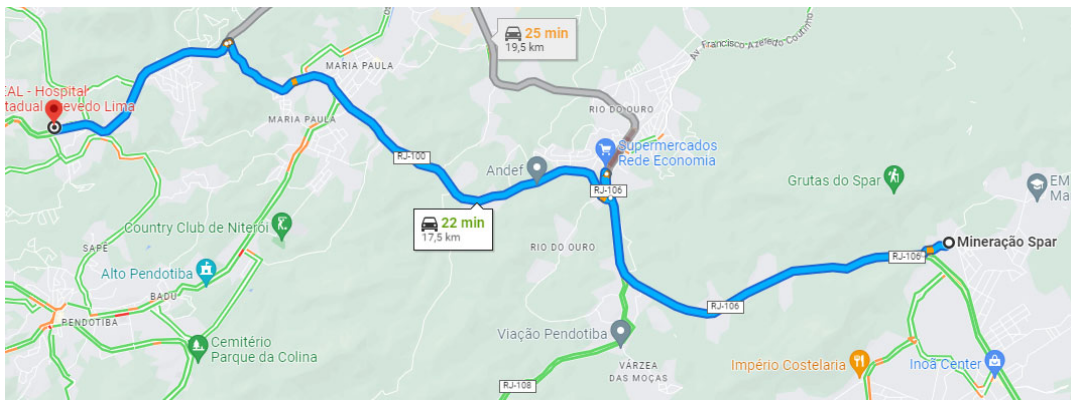 25 min
19,5 km
Av. Francisco Azeredo Coutinho
MARIA PAULA
EAL - Hospital
tadual Azevedo Lima
RIO DO OURO
MARIA PAULA
Supermercados
Rede Economia
RJ-100
Andef
RJ-106
Grutas do Spar
EM
Ma
22 min
17,5 km
Country Club de Niterói
SAPÊ
RIO DO OURO
Mineração Spar
RJ-106
Alto Pendotiba
BADU
RJ-106
PENDOTIBA
Viação Pendotiba
Cemitério
Parque da Colina
VÁRZEA
DAS MOÇAS
Império Costelaria
Inoã Center
RJ-108